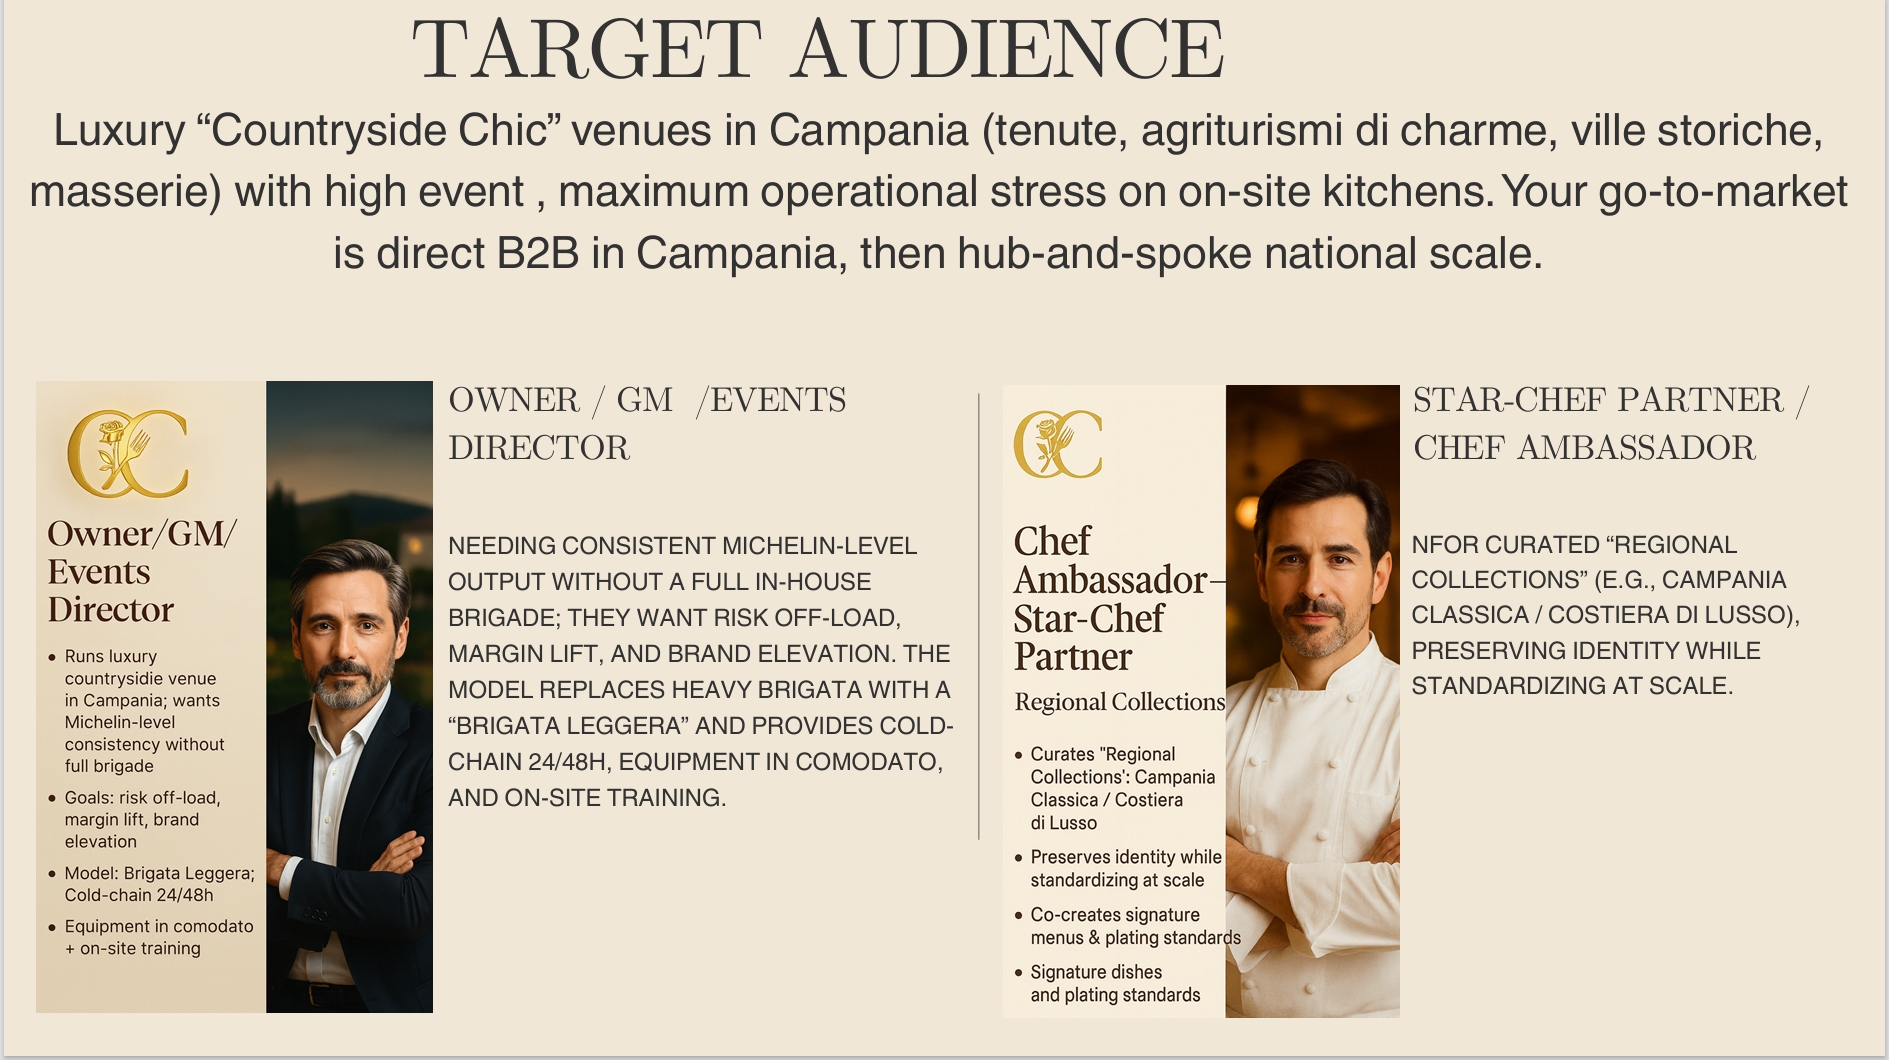 TARGET AUDIENCE
Luxury “Countryside Chic” venues in Campania (tenute, agriturismi di charme, ville storiche,
masserie) with high event , maximum operational stress on on-site kitchens. Your go-to-market
is direct B2B in Campania, then hub-and-spoke national scale.
CC
Owner/GM/
Events
Director
• Runs luxury
countrysidie venue
in Campania; wants
Michelin-level
consistency without
full brigade
• Goals: risk off-load,
margin lift, brand
elevation
• Model: Brigata Leggera;
Cold-chain 24/48h
• Equipment in comodato
+ on-site training
OWNER / GM /EVENTS
DIRECTOR
NEEDING CONSISTENT MICHELIN-LEVEL
OUTPUT WITHOUT A FULL IN-HOUSE
BRIGADE; THEY WANT RISK OFF-LOAD,
MARGIN LIFT, AND BRAND ELEVATION. THE
MODEL REPLACES HEAVY BRIGATA WITH A
“BRIGATA LEGGERA” AND PROVIDES COLD-
CHAIN 24/48H, EQUIPMENT IN COMODATO,
AND ON-SITE TRAINING.
CC
Chef
Ambassador–
Star-Chef
Partner
Regional Collections
• Curates "Regional
Collections': Campania
Classica / Costiera
di Lusso
• Preserves identity while
standardizing at scale
• Co-creates signature
menus & plating standards
• Signature dishes
and plating standards
STAR-CHEF PARTNER /
CHEF AMBASSADOR
NFOR CURATED “REGIONAL
COLLECTIONS” (E.G., CAMPANIA
CLASSICA / COSTIERA DI LUSSO),
PRESERVING IDENTITY WHILE
STANDARDIZING AT SCALE.